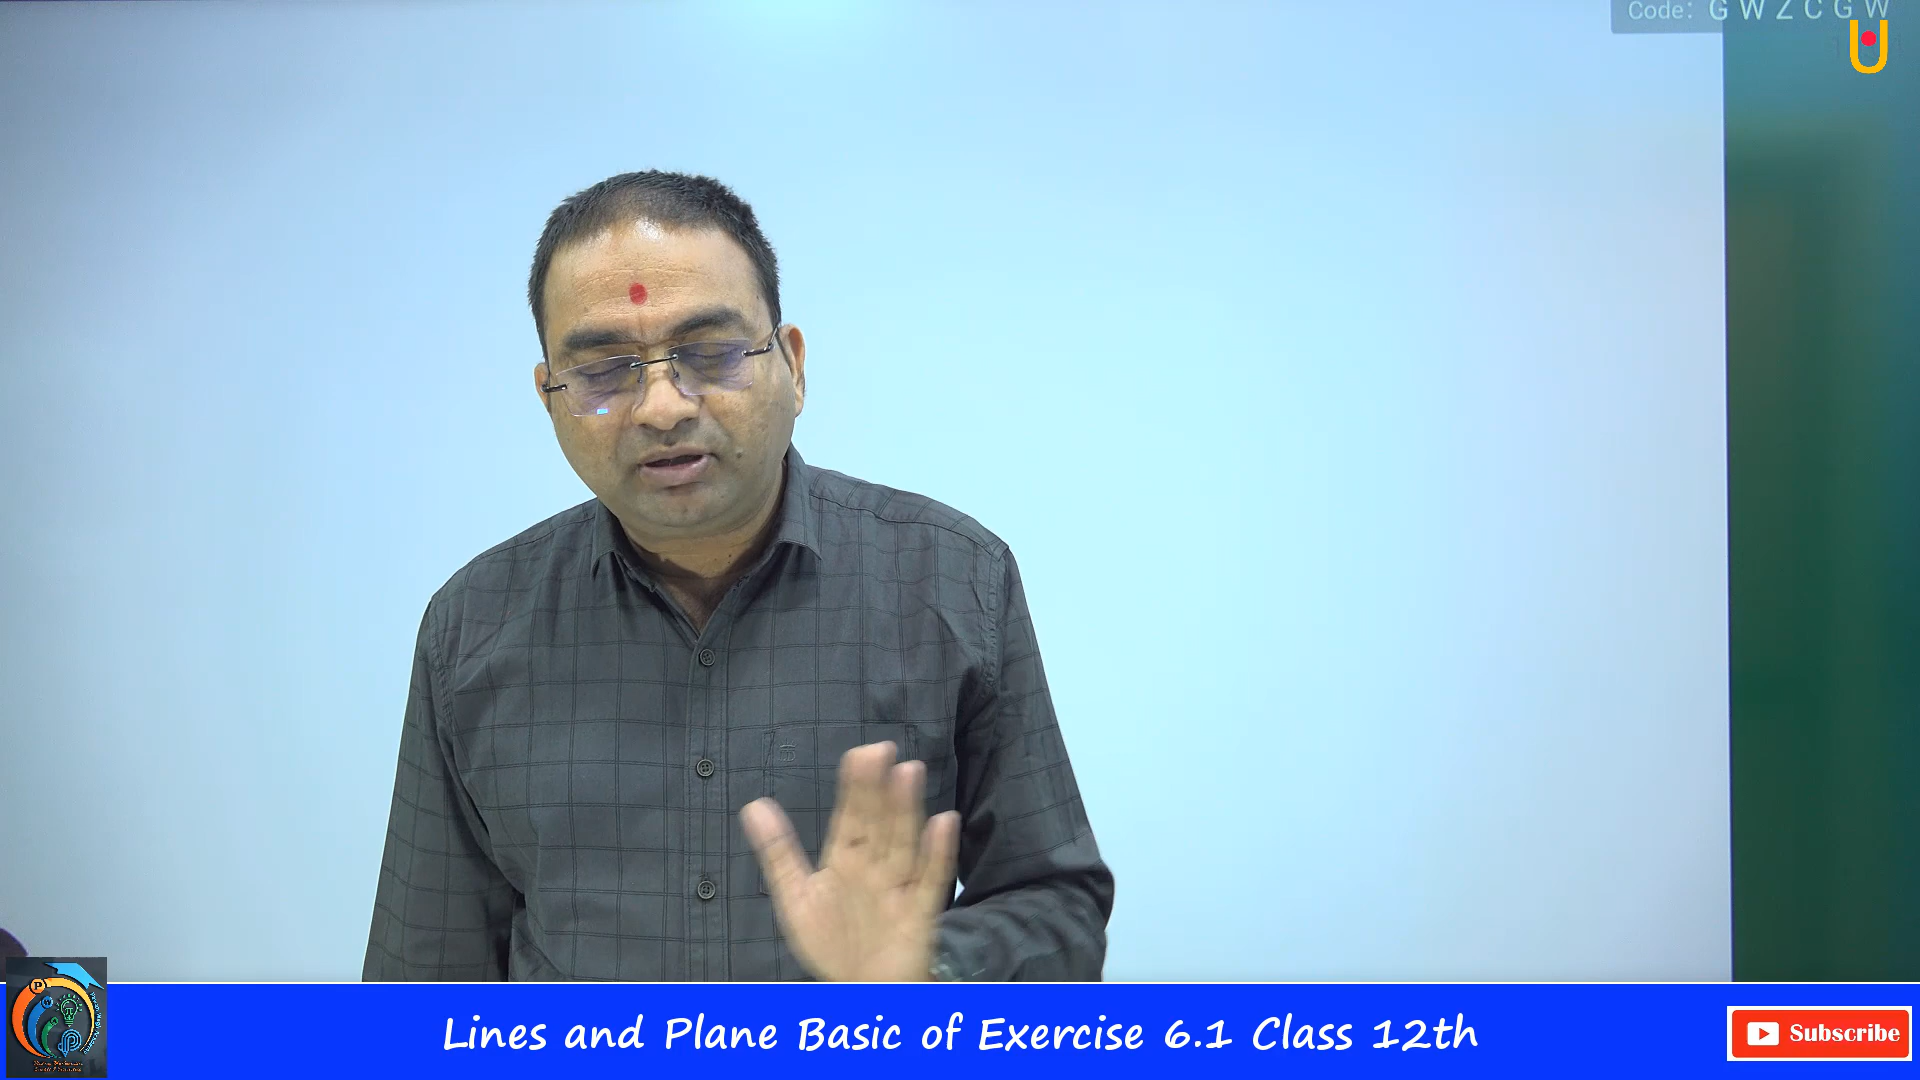 Code: G W Z C G W
Lines and Plane Basic of Exercise 6.1 Class 12th
Subscribe